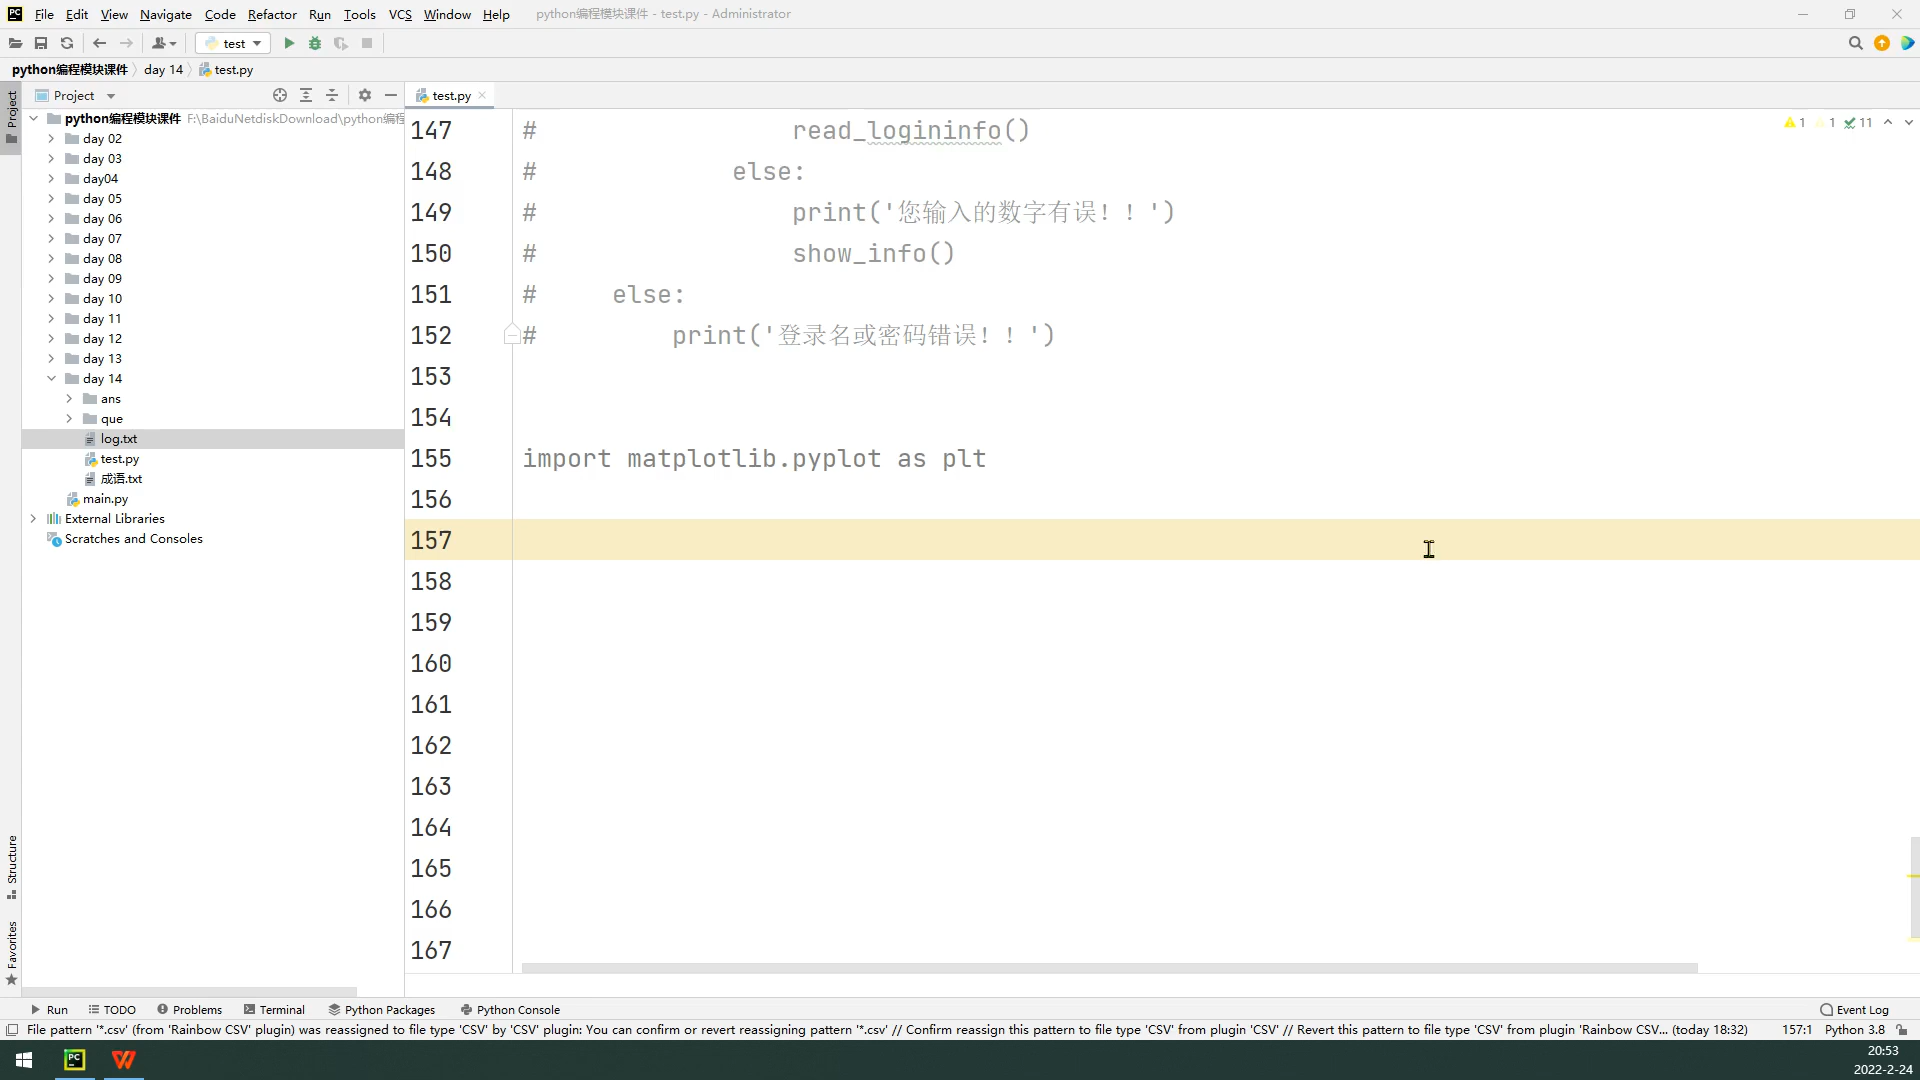 File Edit View Navigate Code Refactor Run Tools VCS Window Help python编程模块课件 - test.py - Administrator
test
python编程模块课件 day 14 test.py
Project
test.py
Project
python编程模块课件 F:\BaiduNetdiskDownload\python编程
day 02
day 03
day04
day 05
day 06
day 07
day 08
day 09
day 10
day 11
day 12
day 13
day 14
ans
que
log.txt
test.py
成语.txt
main.py
External Libraries
Scratches and Consoles
147 # read_logininfo()
148 # else:
149 # print('您输入的数字有误！！')
150 # show_info()
151 # else:
152 # print('登录名或密码错误！！')
153
154
155 import matplotlib.pyplot as plt
156
157
158
159
160
161
162
163
164
165
166
167
1 1 11
Structure
Favorites
Run TODO Problems Terminal Python Packages Python Console Event Log
File pattern '*.csv' (from 'Rainbow CSV' plugin) was reassigned to file type 'CSV' by 'CSV' plugin: You can confirm or revert reassigning pattern '*.csv' // Confirm reassign this pattern to file type 'CSV' from plugin 'CSV' // Revert this pattern to file type 'CSV' from plugin 'Rainbow CSV... (today 18:32) 157:1 Python 3.8
20:53
2022-2-24